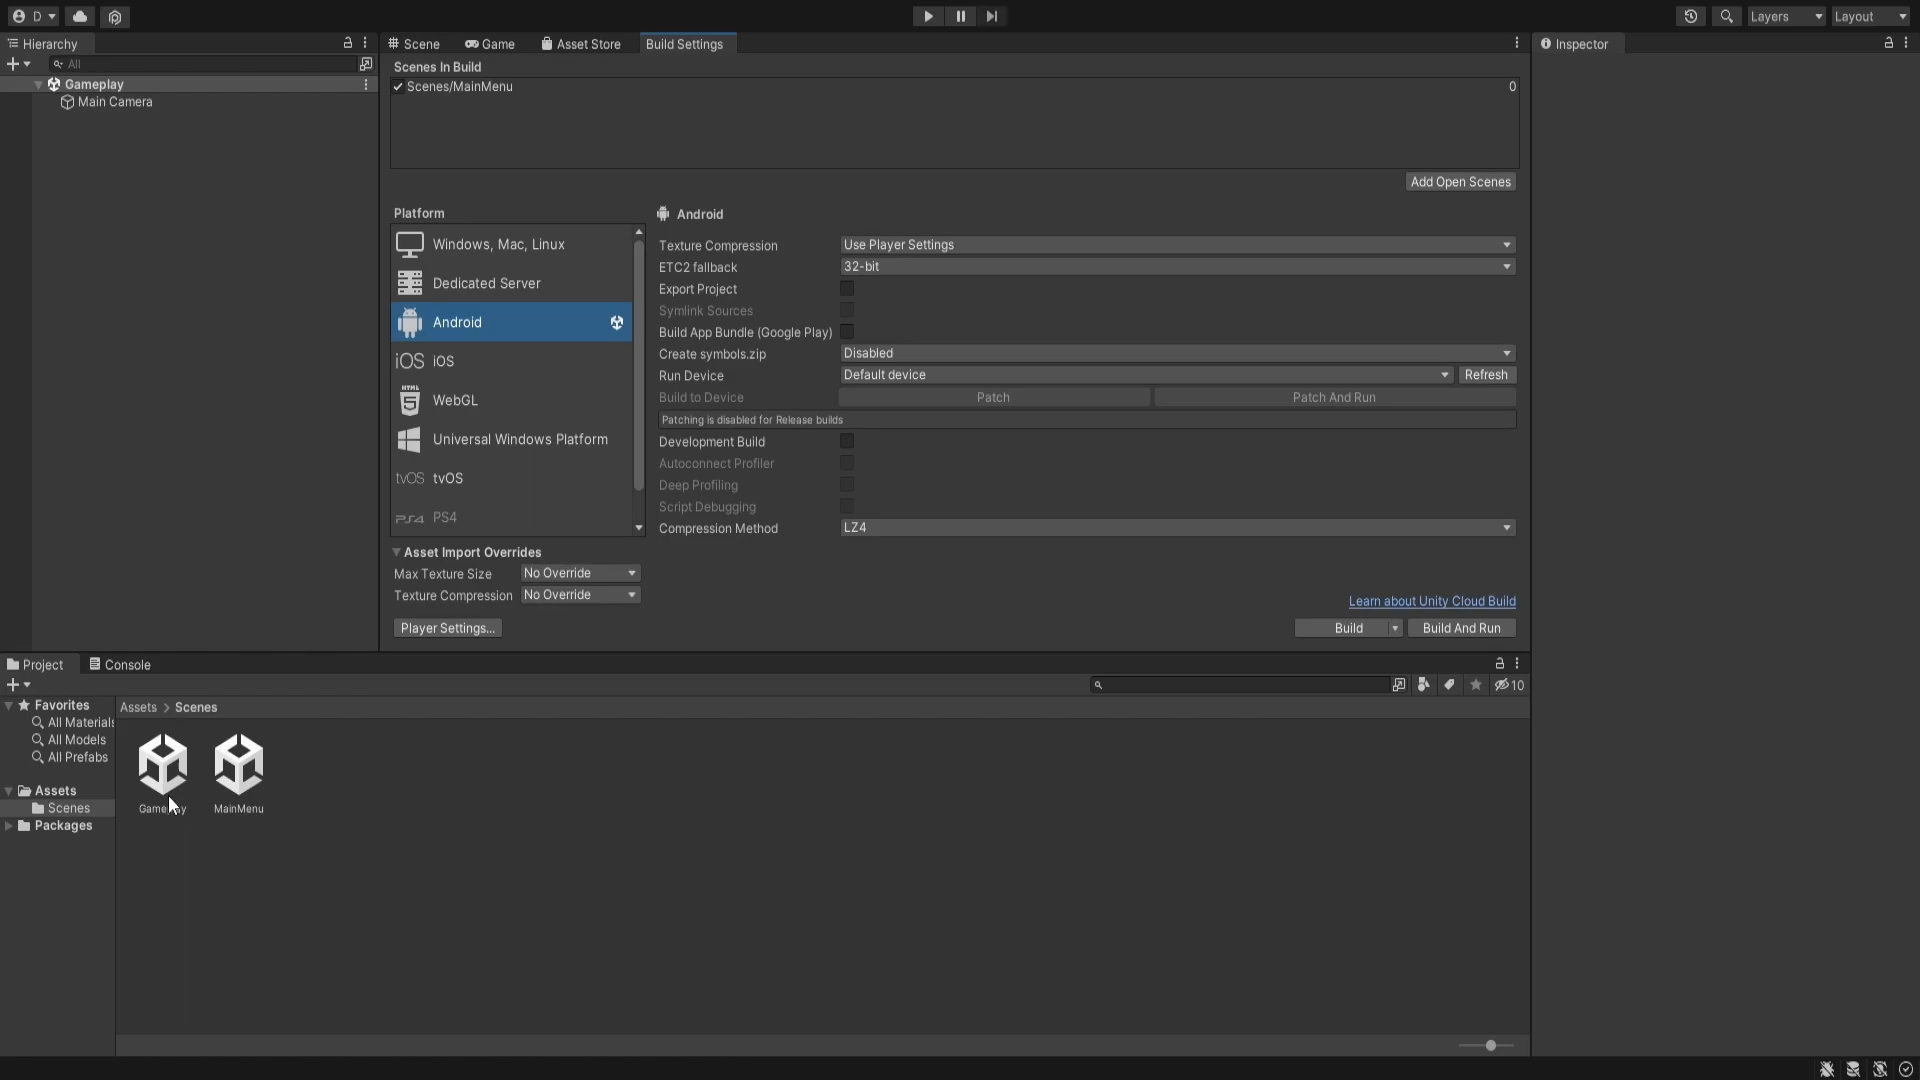 D
Layers
Layout
Hierarchy
All
Gameplay
Main Camera
Scene
Game
Asset Store
Build Settings
Scenes In Build
Scenes/MainMenu
0
Add Open Scenes
Platform
Windows, Mac, Linux
Dedicated Server
Android
iOS iOS
HTML 5 WebGL
Universal Windows Platform
tvOS tvOS
PS4 PS4
Android
Texture Compression Use Player Settings
ETC2 fallback 32-bit
Export Project
Symlink Sources
Build App Bundle (Google Play)
Create symbols.zip Disabled
Run Device Default device Refresh
Build to Device Patch Patch And Run
Patching is disabled for Release builds
Development Build
Autoconnect Profiler
Deep Profiling
Script Debugging
Compression Method LZ4
Asset Import Overrides
Max Texture Size No Override
Texture Compression No Override
Player Settings...
Learn about Unity Cloud Build
Build
Build And Run
Inspector
Project
Console
10
Favorites
All Materials
All Models
All Prefabs
Assets
Scenes
Packages
Assets > Scenes
Gameplay
MainMenu